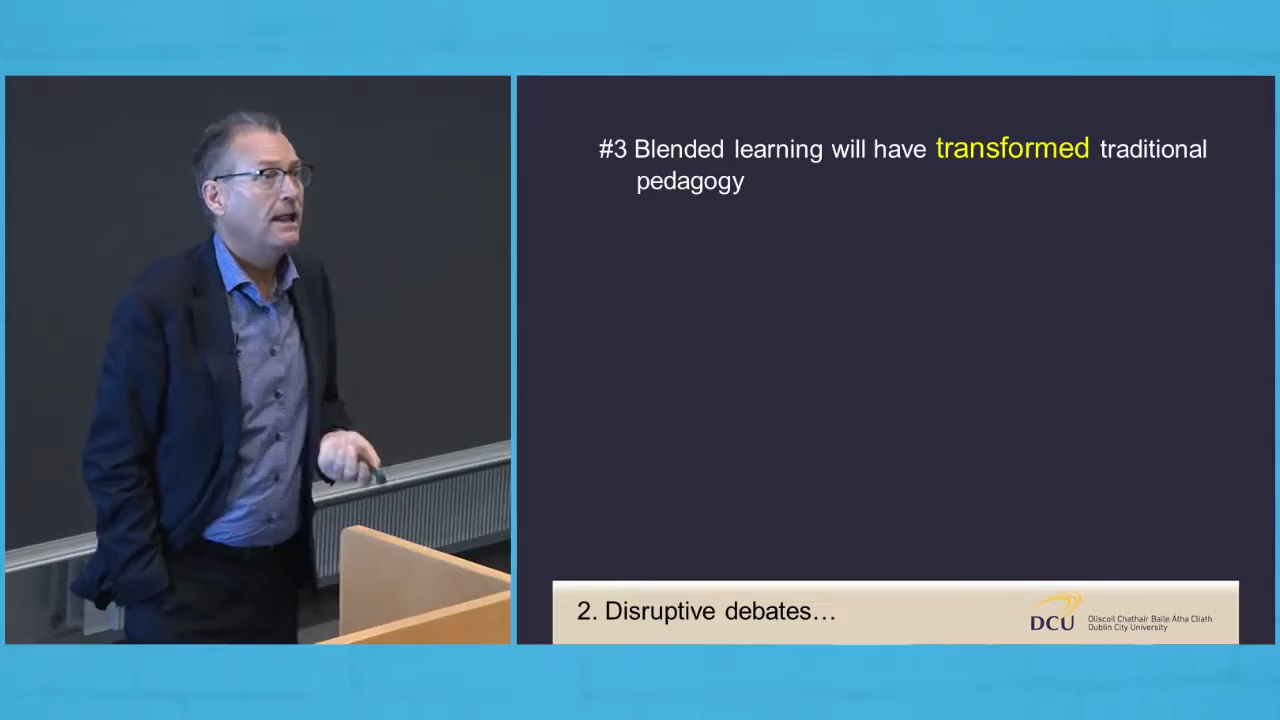 #3 Blended learning will have transformed traditional
pedagogy
2. Disruptive debates…
DCU
Ollscoil Chathair Baile Átha Cliath
Dublin City University